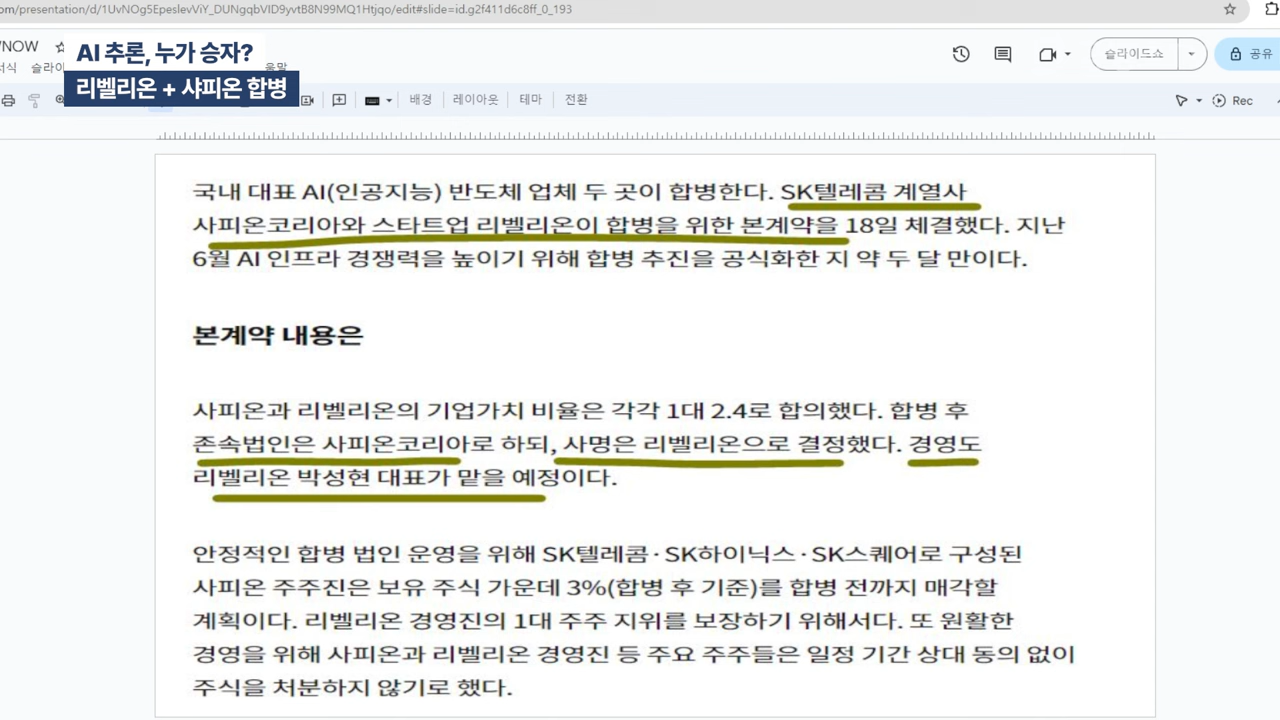 om/presentation/d/1UvNOg5EpeslevViY_DUNgqbVID9yvtB8N99MQ1Htjqo/edit#slide=id.g2f411d6c8ff_0_193
NOW
AI 추론, 누가 승자?
서식 슬라이
움말
슬라이드쇼
공유
리벨리온 + 샤피온 합병
배경 레이아웃 테마 전환
Rec
국내 대표 AI(인공지능) 반도체 업체 두 곳이 합병한다. SK텔레콤 계열사
사피온코리아와 스타트업 리벨리온이 합병을 위한 본계약을 18일 체결했다. 지난
6월 AI 인프라 경쟁력을 높이기 위해 합병 추진을 공식화한 지 약 두 달 만이다.
본계약 내용은
사피온과 리벨리온의 기업가치 비율은 각각 1대 2.4로 합의했다. 합병 후
존속법인은 사피온코리아로 하되, 사명은 리벨리온으로 결정했다. 경영도
리벨리온 박성현 대표가 맡을 예정이다.
안정적인 합병 법인 운영을 위해 SK텔레콤·SK하이닉스·SK스퀘어로 구성된
사피온 주주진은 보유 주식 가운데 3%(합병 후 기준)를 합병 전까지 매각할
계획이다. 리벨리온 경영진의 1대 주주 지위를 보장하기 위해서다. 또 원활한
경영을 위해 사피온과 리벨리온 경영진 등 주요 주주들은 일정 기간 상대 동의 없이
주식을 처분하지 않기로 했다.